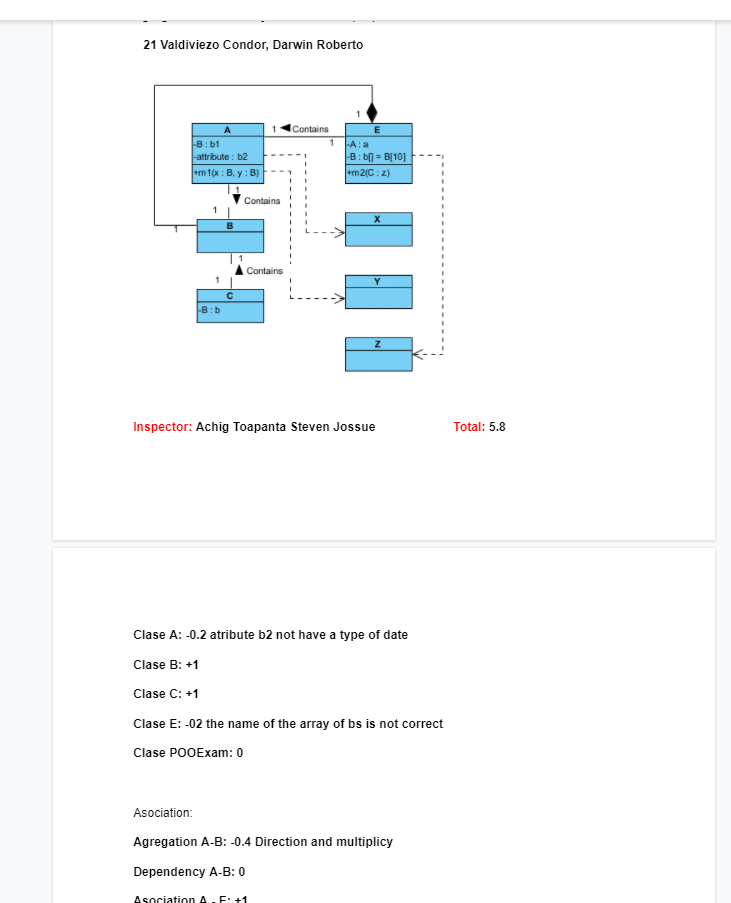 21 Valdiviezo Condor, Darwin Roberto
1
A
1 Contains
1
E
-B : b1
-attribute : b2
+m1(x : B, y : B)
-A : a
-B : b[] = B[10]
+m2(C : z)
1
Contains
1
1
B
X
1
Contains
1
C
-B : b
Y
Z
Inspector: Achig Toapanta Steven Jossue
Total: 5.8
Clase A: -0.2 atribute b2 not have a type of date
Clase B: +1
Clase C: +1
Clase E: -02 the name of the array of bs is not correct
Clase POOExam: 0
Asociation:
Agregation A-B: -0.4 Direction and multiplicy
Dependency A-B: 0
Asociation A - E: +1